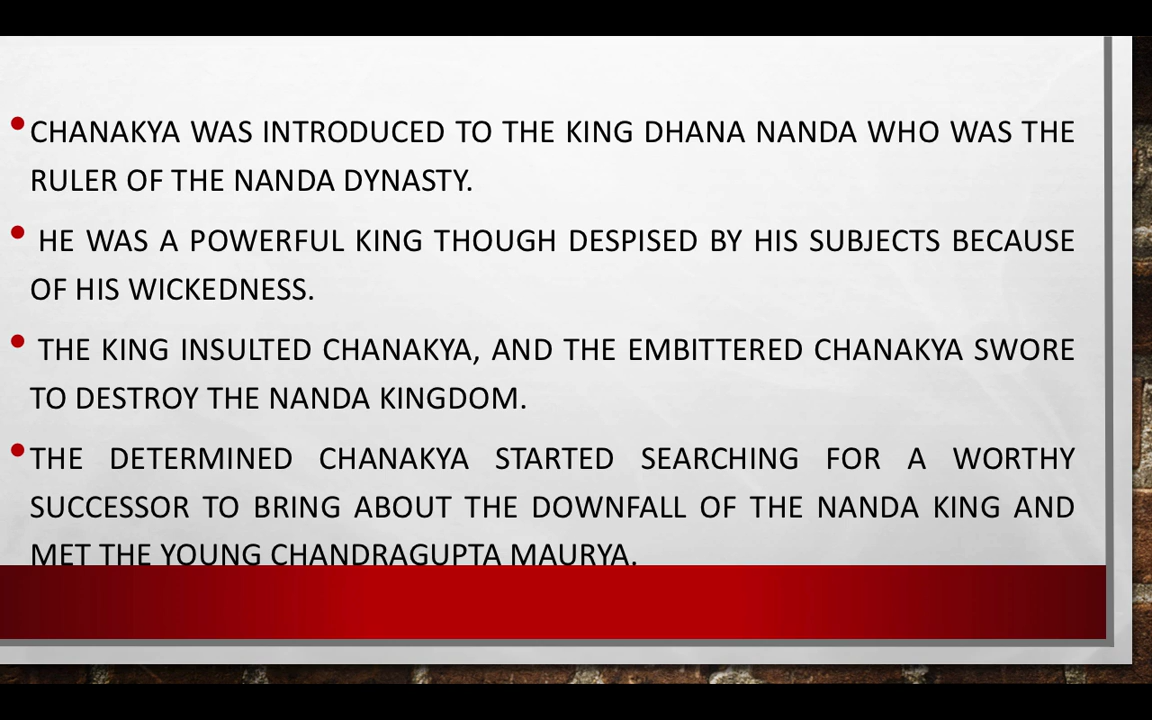 • CHANAKYA WAS INTRODUCED TO THE KING DHANA NANDA WHO WAS THE
RULER OF THE NANDA DYNASTY.
• HE WAS A POWERFUL KING THOUGH DESPISED BY HIS SUBJECTS BECAUSE
OF HIS WICKEDNESS.
• THE KING INSULTED CHANAKYA, AND THE EMBITTERED CHANAKYA SWORE
TO DESTROY THE NANDA KINGDOM.
• THE DETERMINED CHANAKYA STARTED SEARCHING FOR A WORTHY
SUCCESSOR TO BRING ABOUT THE DOWNFALL OF THE NANDA KING AND
MET THE YOUNG CHANDRAGUPTA MAURYA.